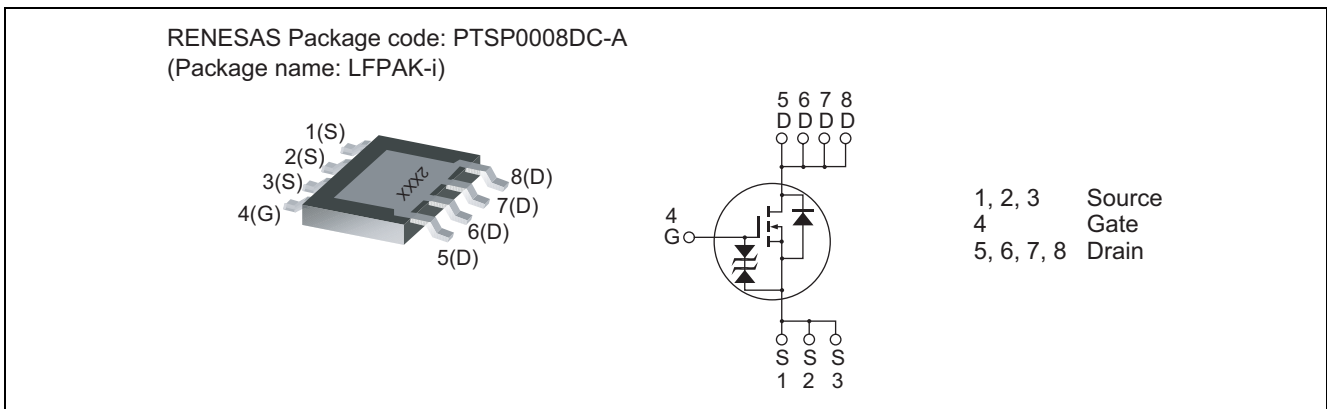 RENESAS Package code: PTSP0008DC-A
(Package name: LFPAK-i)
1(S)
2(S)
3(S)
4(G)
2XXX
8(D)
7(D)
6(D)
5(D)
5 6 7 8
D D D D
4
G
S S S
1 2 3
1, 2, 3 Source
4 Gate
5, 6, 7, 8 Drain